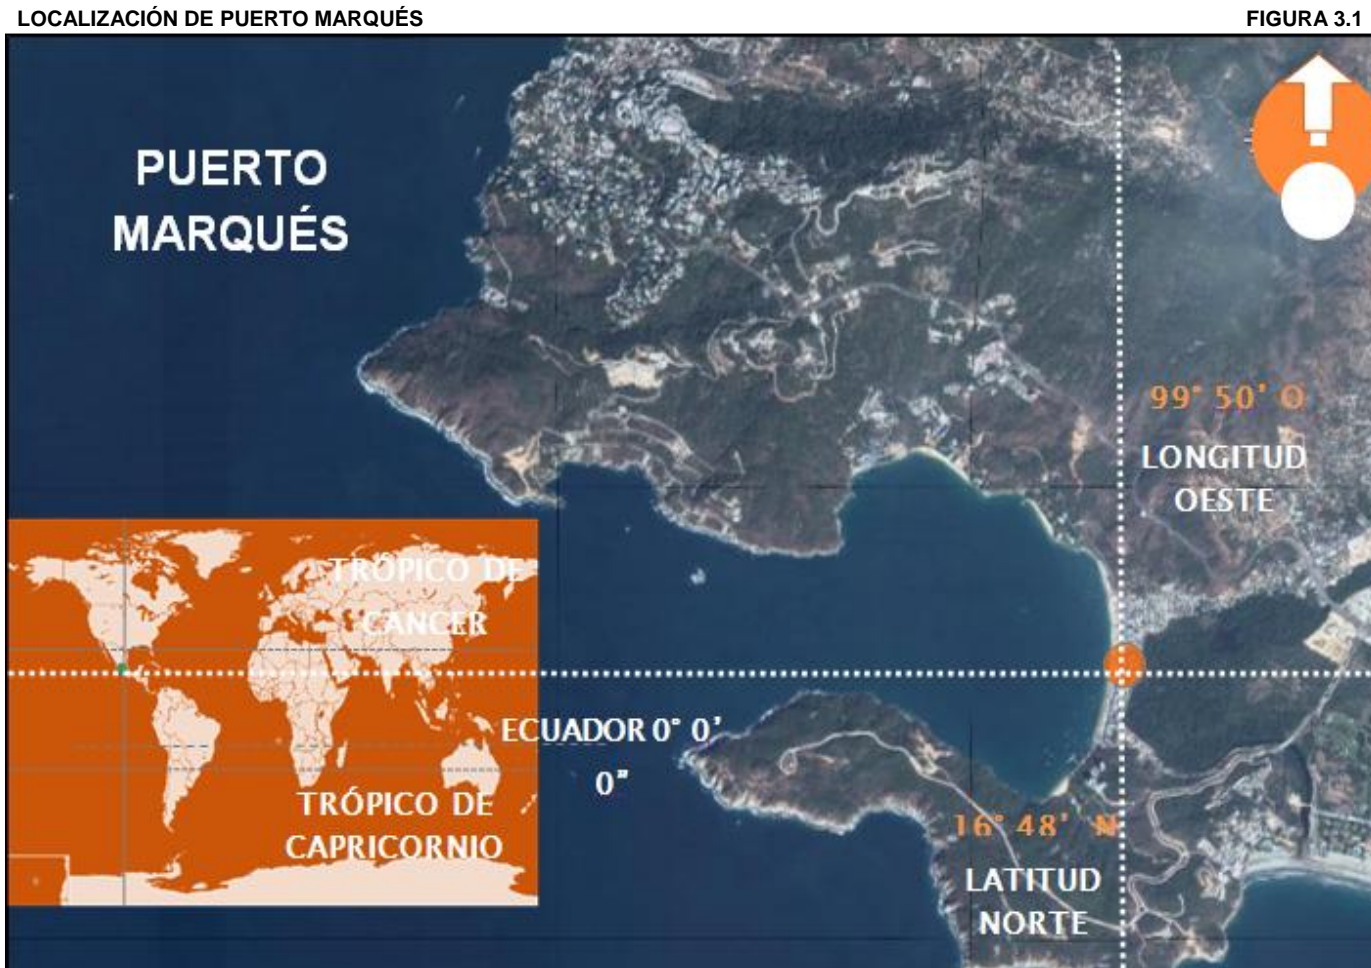 LOCALIZACIÓN DE PUERTO MARQUÉS
FIGURA 3.1
PUERTO
MARQUÉS
99° 50' O
LONGITUD
OESTE
TRÓPICO DE
CANCER
ECUADOR 0° 0'
0"
TRÓPICO DE
CAPRICORNIO
16° 48' N
LATITUD
NORTE